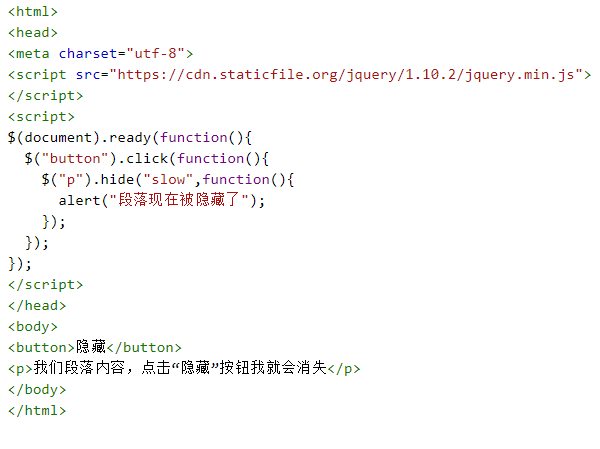 <html>
<head>
<meta charset="utf-8">
<script src="https://cdn.staticfile.org/jquery/1.10.2/jquery.min.js">
</script>
<script>
$(document).ready(function(){
  $("button").click(function(){
    $("p").hide("slow",function(){
      alert("段落现在被隐藏了");
    });
  });
});
</script>
</head>
<body>
<button>隐藏</button>
<p>我们段落内容，点击“隐藏”按钮我就会消失</p>
</body>
</html>